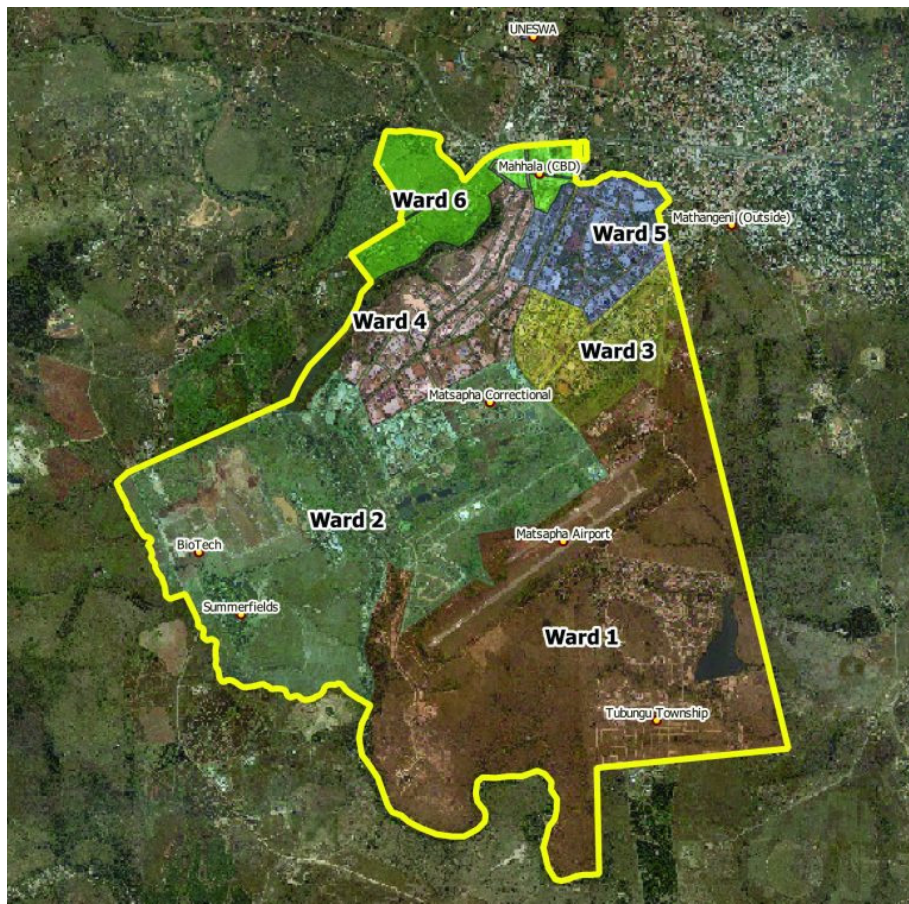 UNESWA
Mahhala (CBD)
Ward 6
Mathangeni (Outside)
Ward 5
Ward 4
Ward 3
Matsapha Correctional
Ward 2
Matsapha Airport
BioTech
Summerfields
Ward 1
Tubungu Township